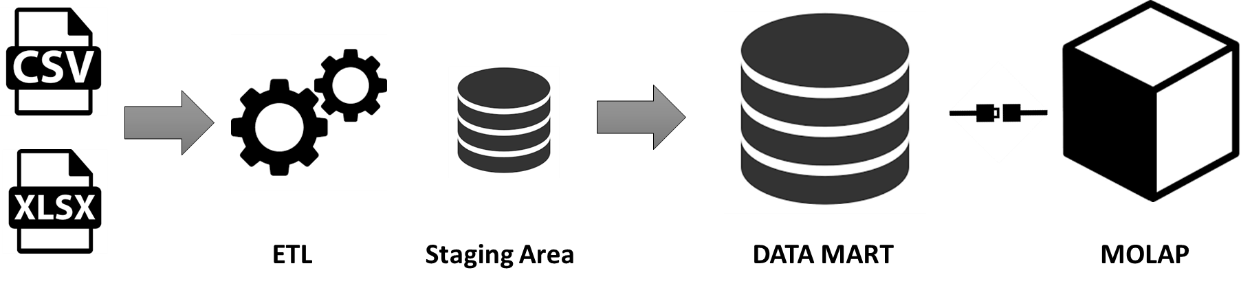 CSV
XLSX
ETL
Staging Area
DATA MART
MOLAP